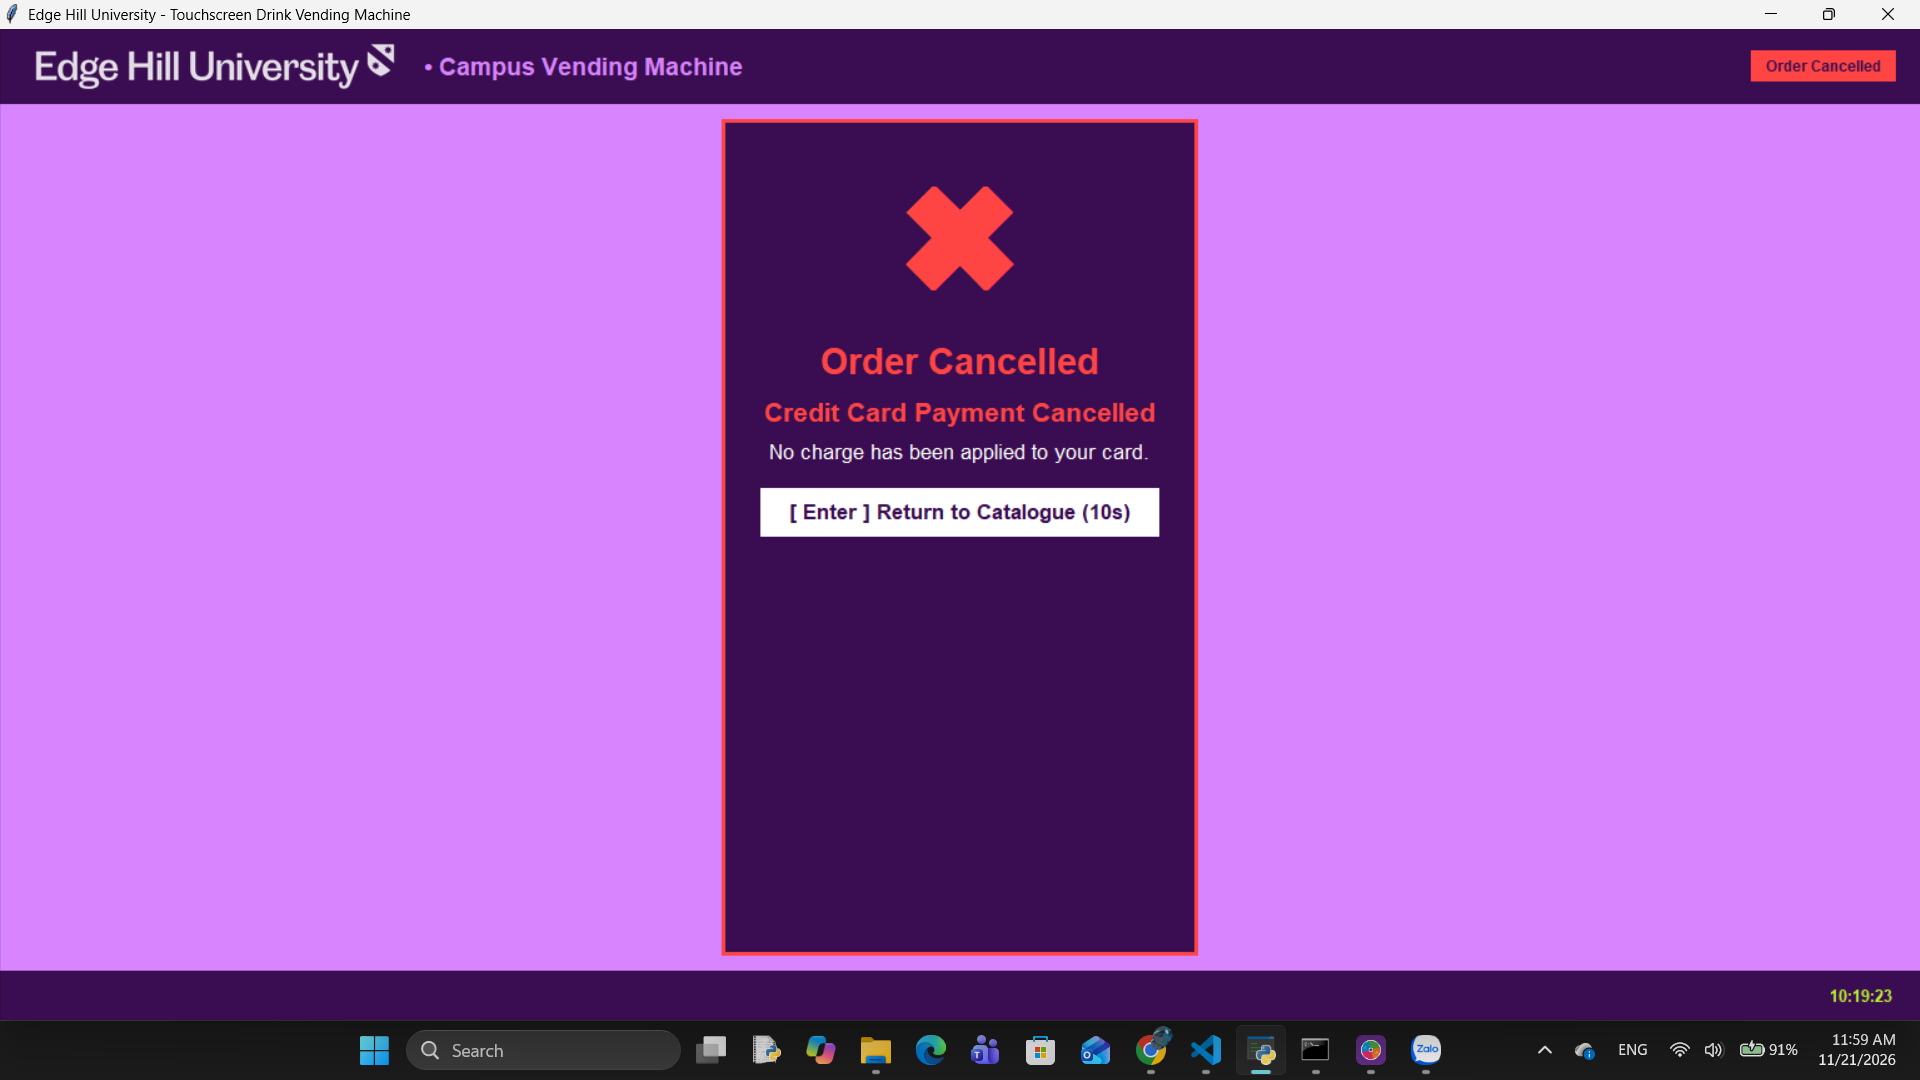 Edge Hill University - Touchscreen Drink Vending Machine
Edge Hill University • Campus Vending Machine
Order Cancelled
Order Cancelled
Credit Card Payment Cancelled
No charge has been applied to your card.
[ Enter ] Return to Catalogue (10s)
10:19:23
Search
Zalo
ENG
91%
11:59 AM
11/21/2026